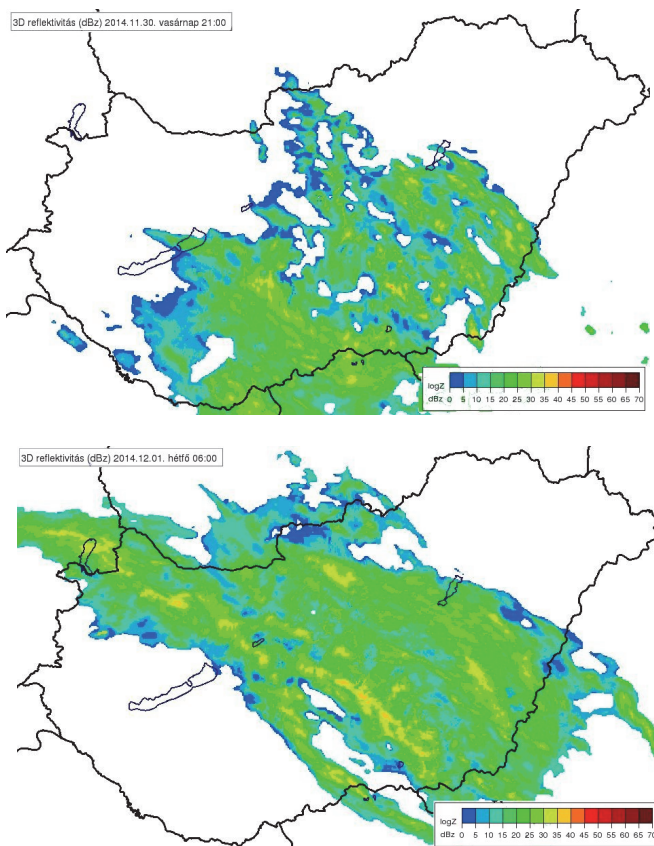 3D reflektivitás (dBz) 2014.11.30. vasárnap 21:00
logZ
dBz 0 5 10 15 20 25 30 35 40 45 50 55 60 65 70
3D reflektivitás (dBz) 2014.12.01. hétfő 06:00
logZ
dBz 0 5 10 15 20 25 30 35 40 45 50 55 60 65 70